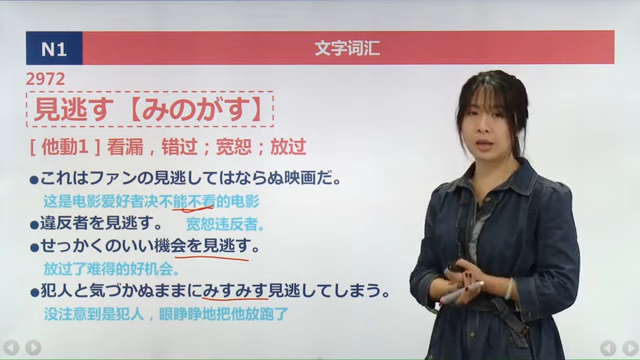 N1
文字词汇
2972
見逃す【みのがす】
[ 他動1 ] 看漏，错过；宽恕；放过
●これはファンの見逃してはならぬ映画だ。
这是电影爱好者决不能不看的电影
●違反者を見逃す。 宽恕违反者。
●せっかくのいい機会を見逃す。
放过了难得的好机会。
●犯人と気づかぬままにみすみす見逃してしまう。
没注意到是犯人，眼睁睁地把他放跑了